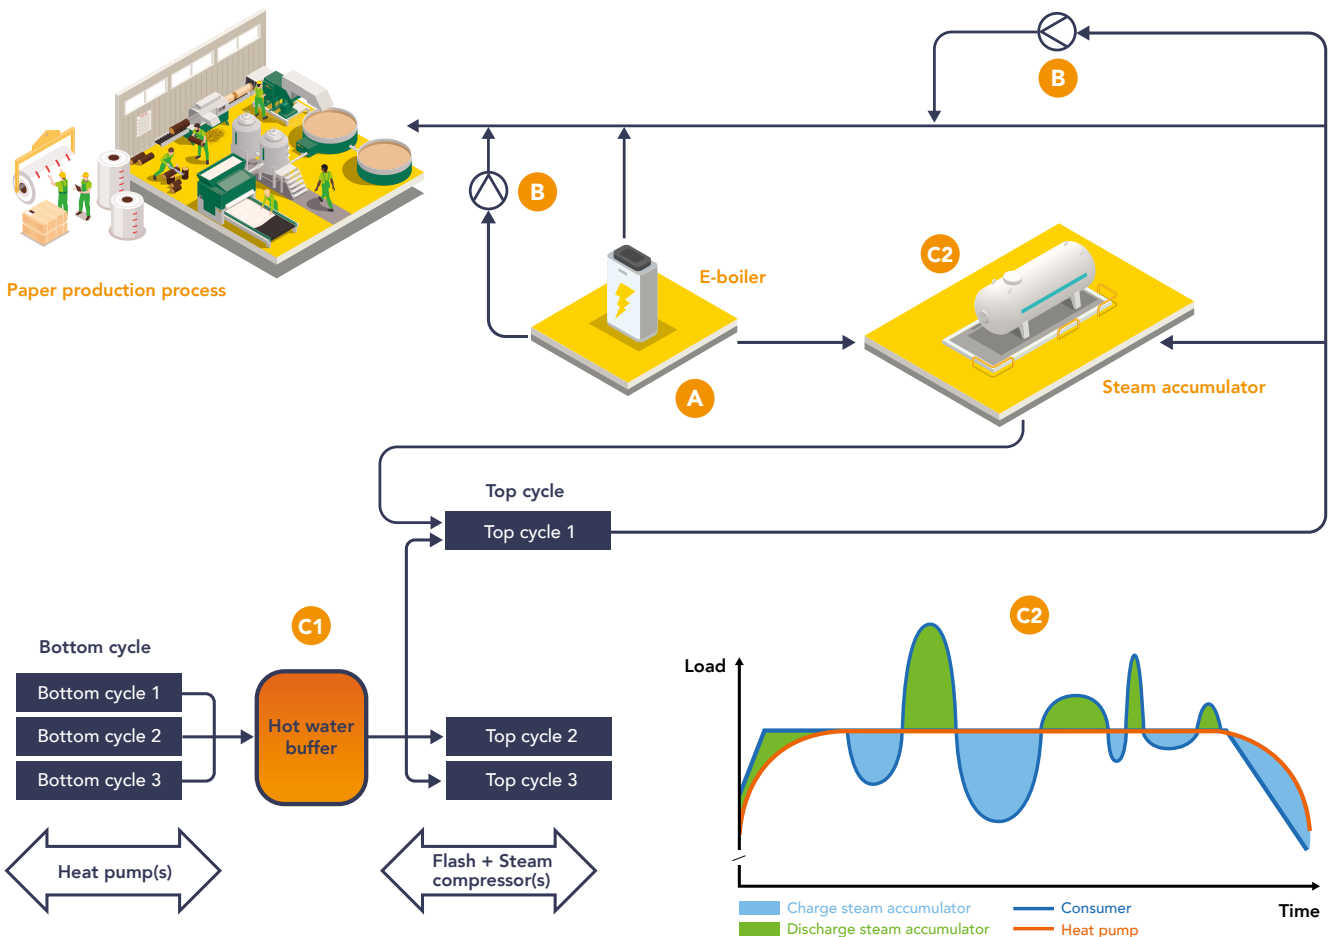 B
B
Paper production process
E-boiler
C2
A
Steam accumulator
Top cycle
Top cycle 1
C1
Bottom cycle
Bottom cycle 1
Bottom cycle 2
Bottom cycle 3
Hot water
buffer
Top cycle 2
Top cycle 3
Heat pump(s)
Flash + Steam
compressor(s)
C2
Load
Time
Charge steam accumulator
Discharge steam accumulator
Consumer
Heat pump